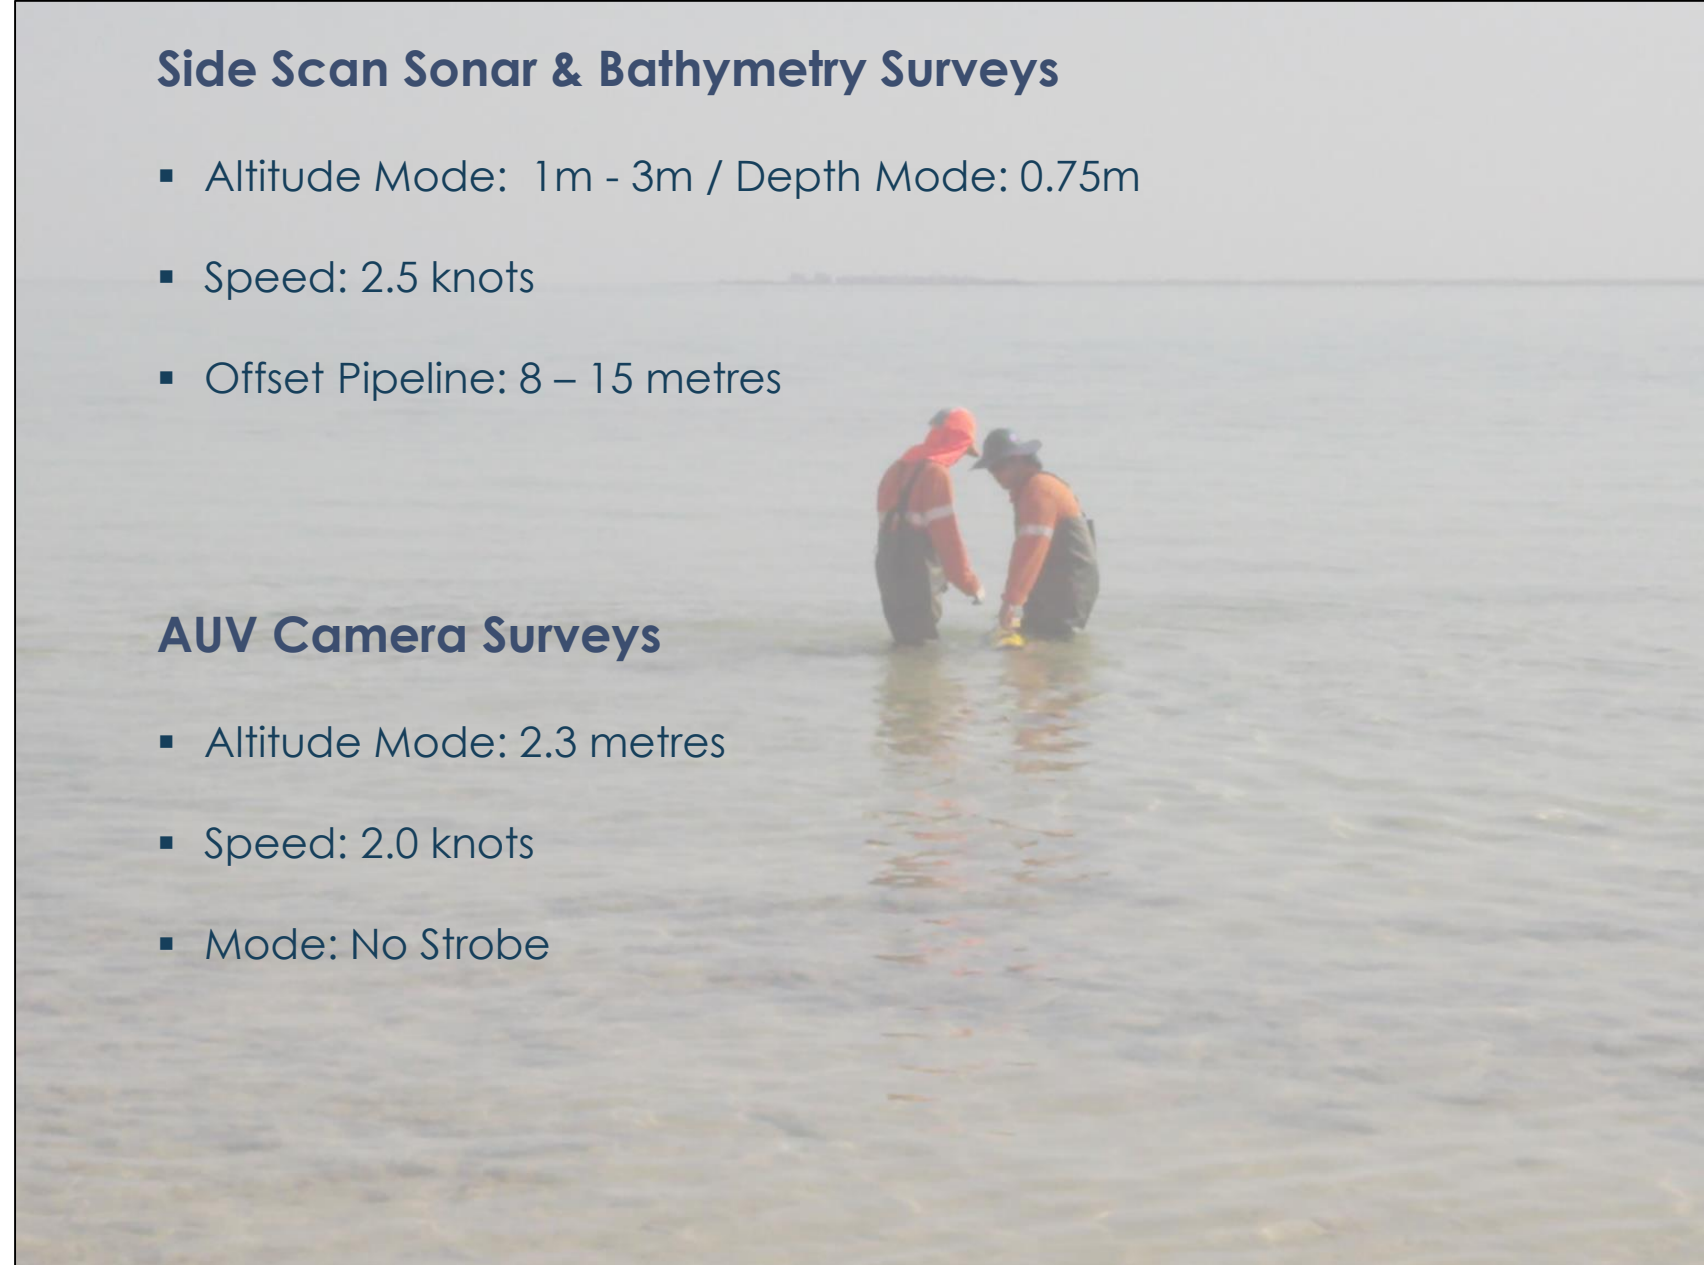 Side Scan Sonar & Bathymetry Surveys
▪ Altitude Mode:  1m - 3m / Depth Mode: 0.75m
▪ Speed: 2.5 knots
▪ Offset Pipeline: 8 – 15 metres
AUV Camera Surveys
▪ Altitude Mode: 2.3 metres
▪ Speed: 2.0 knots
▪ Mode: No Strobe